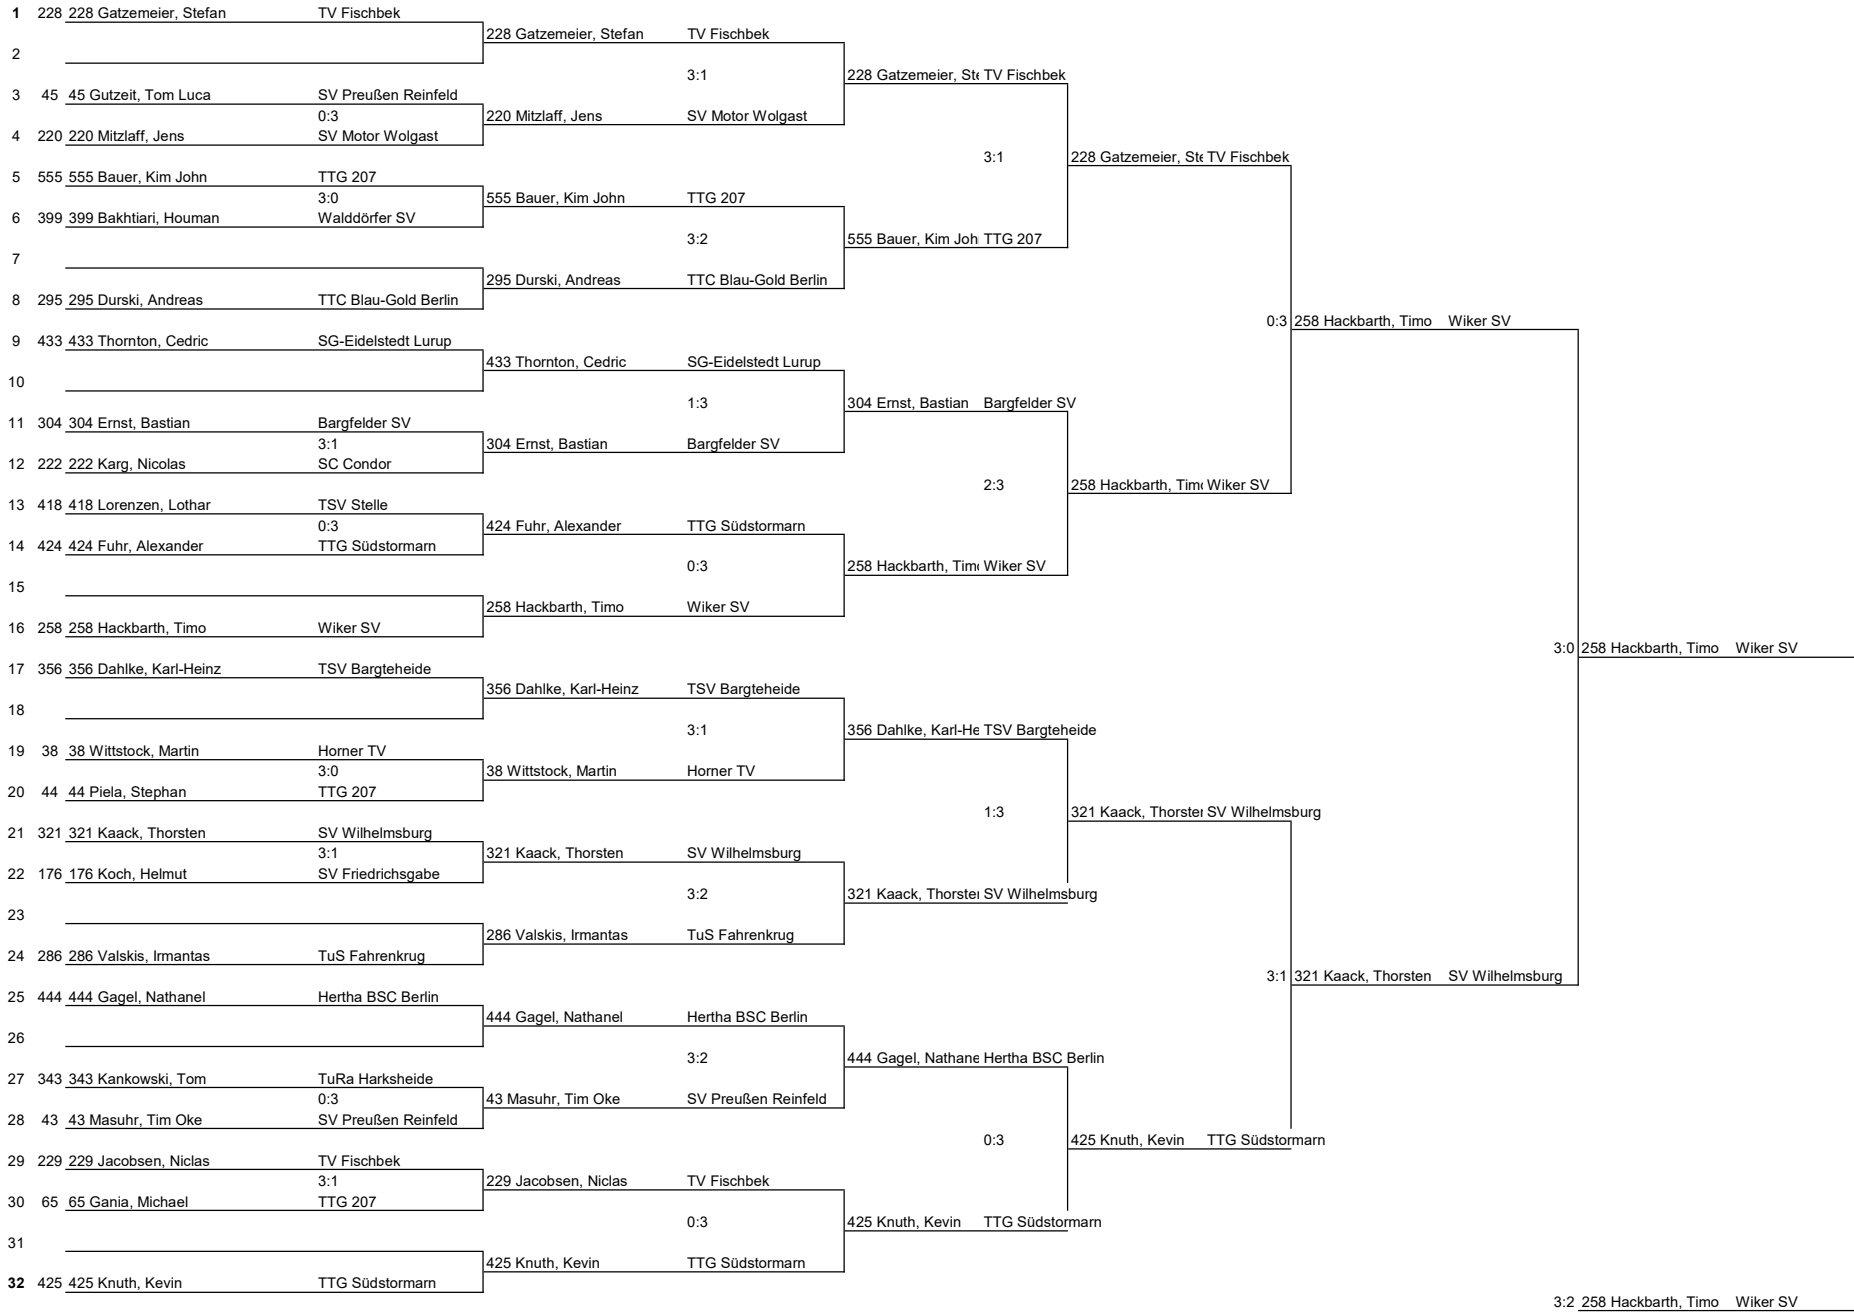 1 228 228 Gatzemeier, Stefan TV Fischbek
228 Gatzemeier, Stefan TV Fischbek
2
3:1 228 Gatzemeier, Ste TV Fischbek
3 45 45 Gutzeit, Tom Luca SV Preußen Reinfeld
0:3 220 Mitzlaff, Jens SV Motor Wolgast
4 220 220 Mitzlaff, Jens SV Motor Wolgast
3:1 228 Gatzemeier, Ste TV Fischbek
5 555 555 Bauer, Kim John TTG 207
3:0 555 Bauer, Kim John TTG 207
6 399 399 Bakhtiari, Houman Walddörfer SV
3:2 555 Bauer, Kim Joh TTG 207
7
295 Durski, Andreas TTC Blau-Gold Berlin
8 295 295 Durski, Andreas TTC Blau-Gold Berlin
0:3 258 Hackbarth, Timo Wiker SV
9 433 433 Thornton, Cedric SG-Eidelstedt Lurup
433 Thornton, Cedric SG-Eidelstedt Lurup
10
1:3 304 Ernst, Bastian Bargfelder SV
11 304 304 Ernst, Bastian Bargfelder SV
3:1 304 Ernst, Bastian Bargfelder SV
12 222 222 Karg, Nicolas SC Condor
2:3 258 Hackbarth, Timo Wiker SV
13 418 418 Lorenzen, Lothar TSV Stelle
0:3 424 Fuhr, Alexander TTG Südstormarn
14 424 424 Fuhr, Alexander TTG Südstormarn
0:3 258 Hackbarth, Timo Wiker SV
15
258 Hackbarth, Timo Wiker SV
16 258 258 Hackbarth, Timo Wiker SV
3:0 258 Hackbarth, Timo Wiker SV
17 356 356 Dahlke, Karl-Heinz TSV Bargteheide
356 Dahlke, Karl-Heinz TSV Bargteheide
18
3:1 356 Dahlke, Karl-He TSV Bargteheide
19 38 38 Wittstock, Martin Horner TV
3:0 38 Wittstock, Martin Horner TV
20 44 44 Piela, Stephan TTG 207
1:3 321 Kaack, Thorster SV Wilhelmsburg
21 321 321 Kaack, Thorsten SV Wilhelmsburg
3:1 321 Kaack, Thorsten SV Wilhelmsburg
22 176 176 Koch, Helmut SV Friedrichsgabe
3:2 321 Kaack, Thorster SV Wilhelmsburg
23
286 Valskis, Irmantas TuS Fahrenkrug
24 286 286 Valskis, Irmantas TuS Fahrenkrug
3:1 321 Kaack, Thorsten SV Wilhelmsburg
25 444 444 Gagel, Nathanel Hertha BSC Berlin
444 Gagel, Nathanel Hertha BSC Berlin
26
3:2 444 Gagel, Nathane Hertha BSC Berlin
27 343 343 Kankowski, Tom TuRa Harksheide
0:3 43 Masuhr, Tim Oke SV Preußen Reinfeld
28 43 43 Masuhr, Tim Oke SV Preußen Reinfeld
0:3 425 Knuth, Kevin TTG Südstormarn
29 229 229 Jacobsen, Niclas TV Fischbek
3:1 229 Jacobsen, Niclas TV Fischbek
30 65 65 Gania, Michael TTG 207
0:3 425 Knuth, Kevin TTG Südstormarn
31
425 Knuth, Kevin TTG Südstormarn
32 425 425 Knuth, Kevin TTG Südstormarn
3:2 258 Hackbarth, Timo Wiker SV